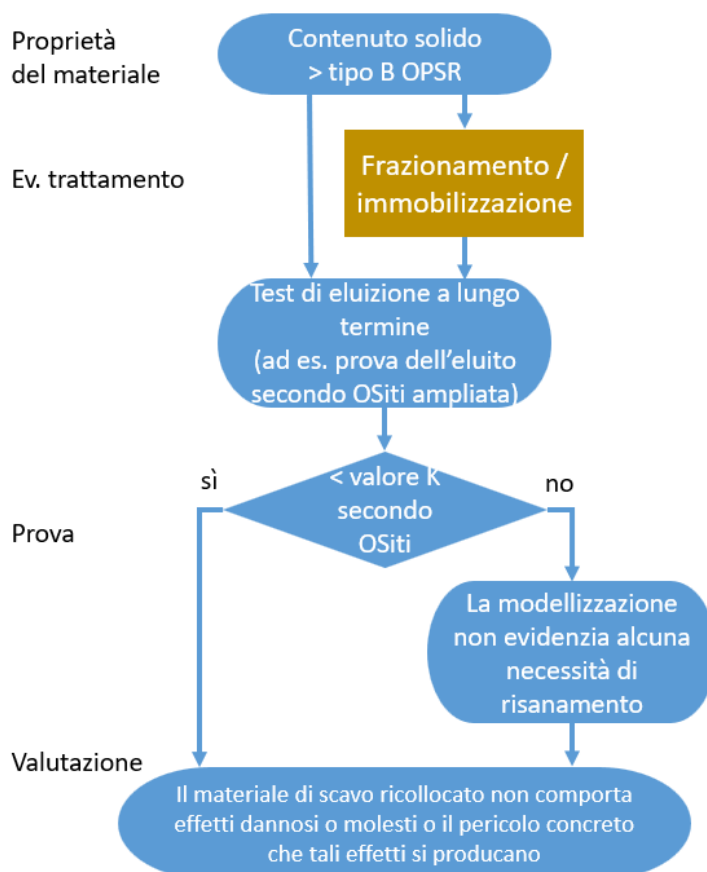 Proprietà
del materiale
Contenuto solido
> tipo B OPSR
Ev. trattamento
Frazionamento /
immobilizzazione
Test di eluizione a lungo
termine
(ad es. prova dell'eluito
secondo OSiti ampliata)
sì
< valore K
secondo
OSiti
no
Prova
La modellizzazione
non evidenzia alcuna
necessità di
risanamento
Valutazione
Il materiale di scavo ricollocato non comporta
effetti dannosi o molesti o il pericolo concreto
che tali effetti si producano